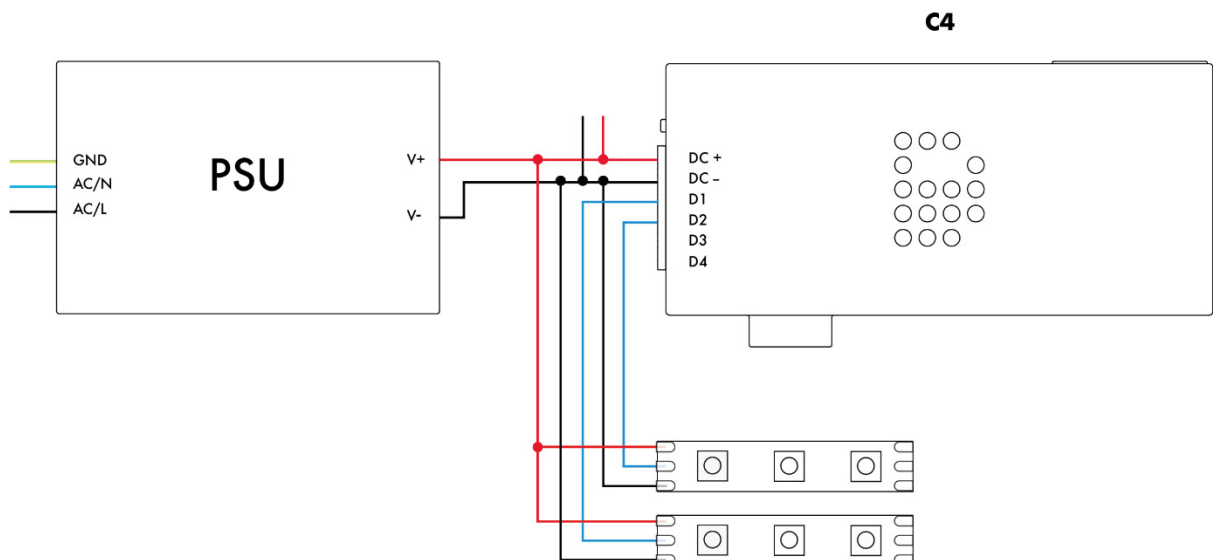 C4
GND
AC/N
AC/L
PSU
V+
V-
DC +
DC –
D1
D2
D3
D4